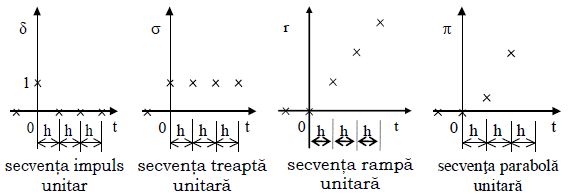 δ
1
0
h h h
t
secvența impuls
unitar
σ
0
h h h
t
secvența treaptă
unitară
r
0
h h h
t
secvența rampă
unitară
π
0
h h h
t
secvența parabolă
unitară